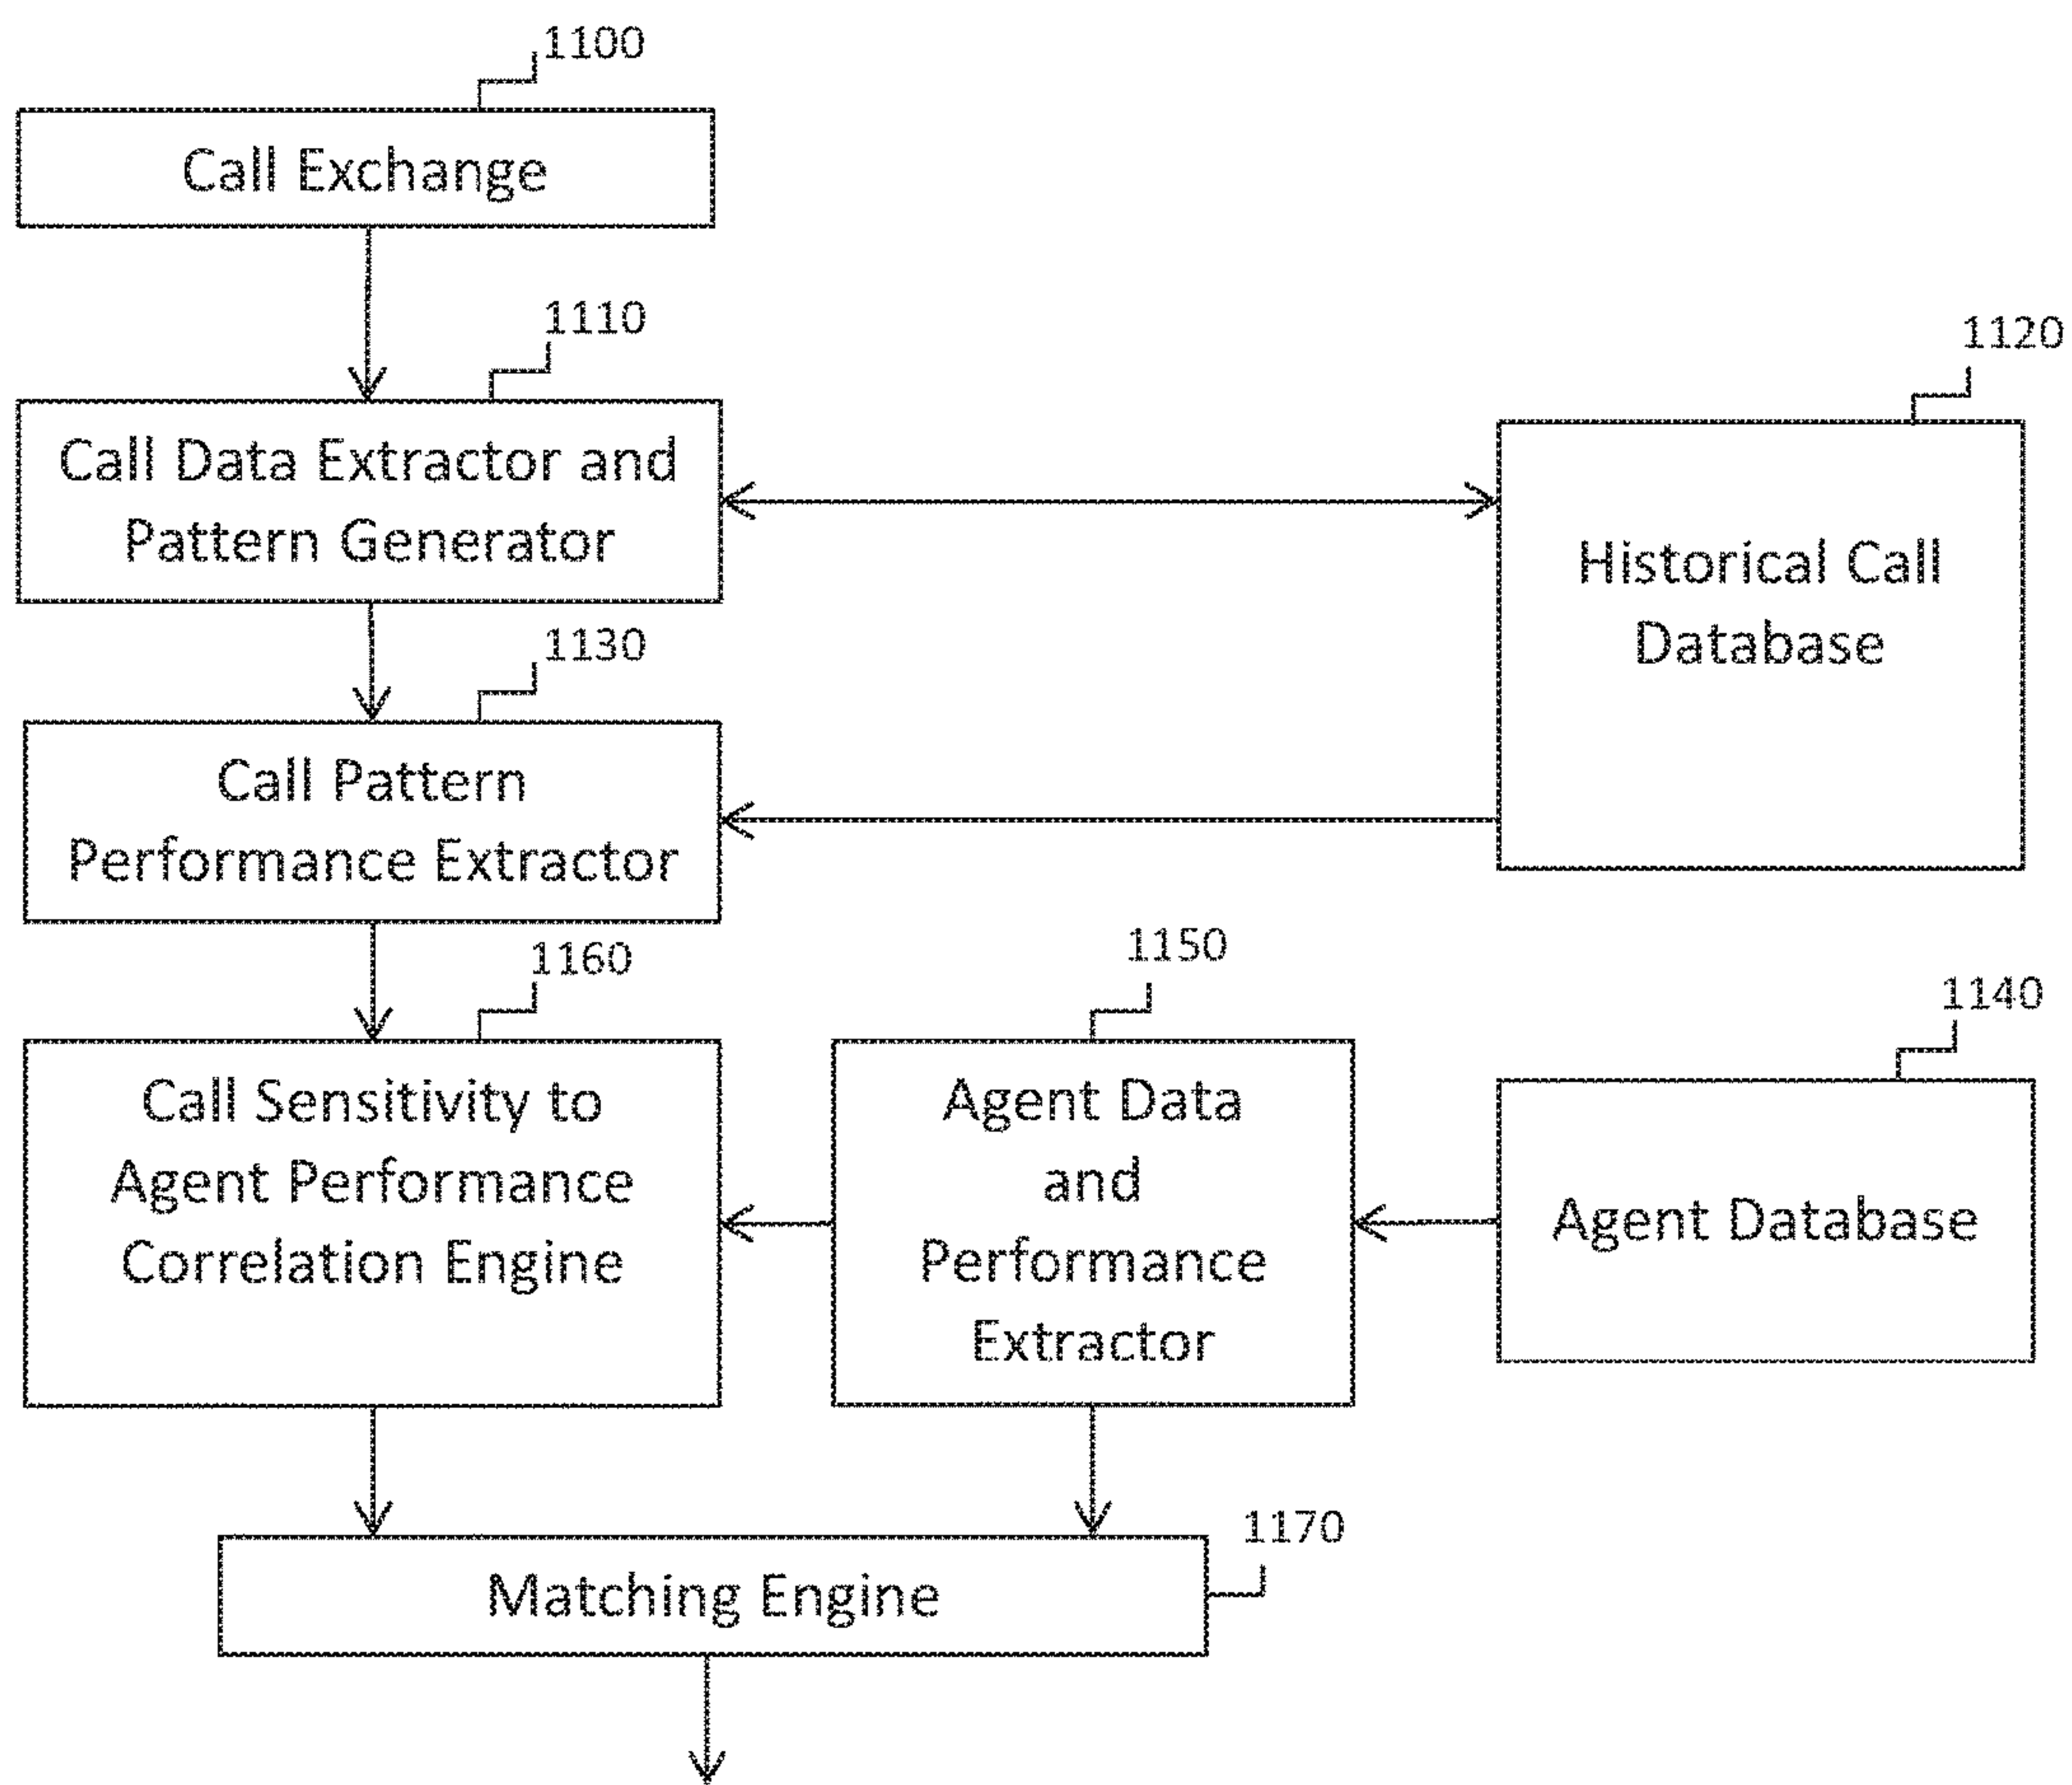 1100
Call Exchange
1110
1120
Call Data Extractor and
Pattern Generator
Historical Call
Database
1130
Call Pattern
Performance Extractor
1160
1150
1140
Call Sensitivity to
Agent Performance
Correlation Engine
Agent Data
and
Performance
Extractor
Agent Database
1170
Matching Engine